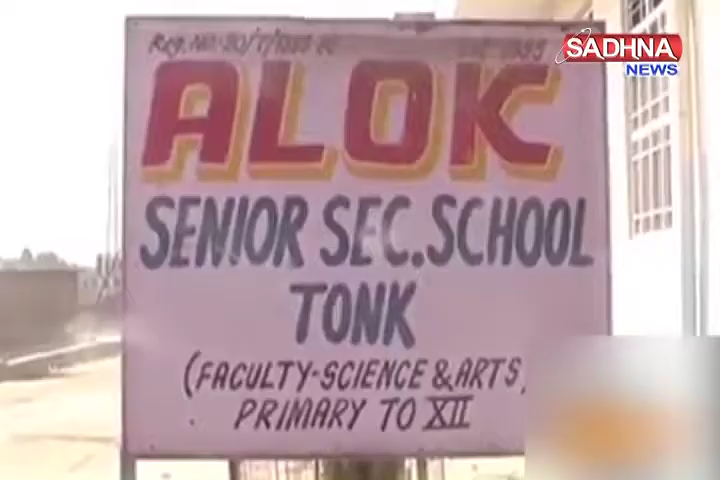 SADHNA
NEWS
ALOK
SENIOR SEC. SCHOOL
TONK
(FACULTY-SCIENCE & ARTS
PRIMARY TO XII